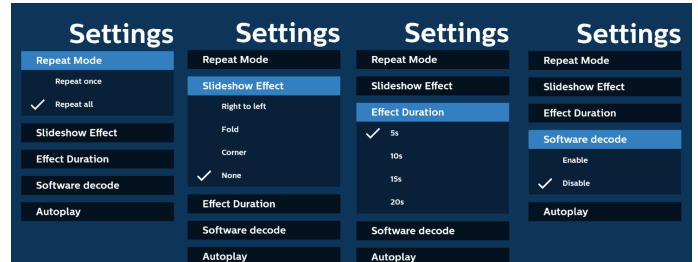 Settings
Repeat Mode
Repeat once
Repeat all
Slideshow Effect
Effect Duration
Software decode
Autoplay
Settings
Repeat Mode
Slideshow Effect
Right to left
Fold
Corner
None
Effect Duration
Software decode
Autoplay
Settings
Repeat Mode
Slideshow Effect
Effect Duration
5s
10s
15s
20s
Software decode
Autoplay
Settings
Repeat Mode
Slideshow Effect
Effect Duration
Software decode
Enable
Disable
Autoplay